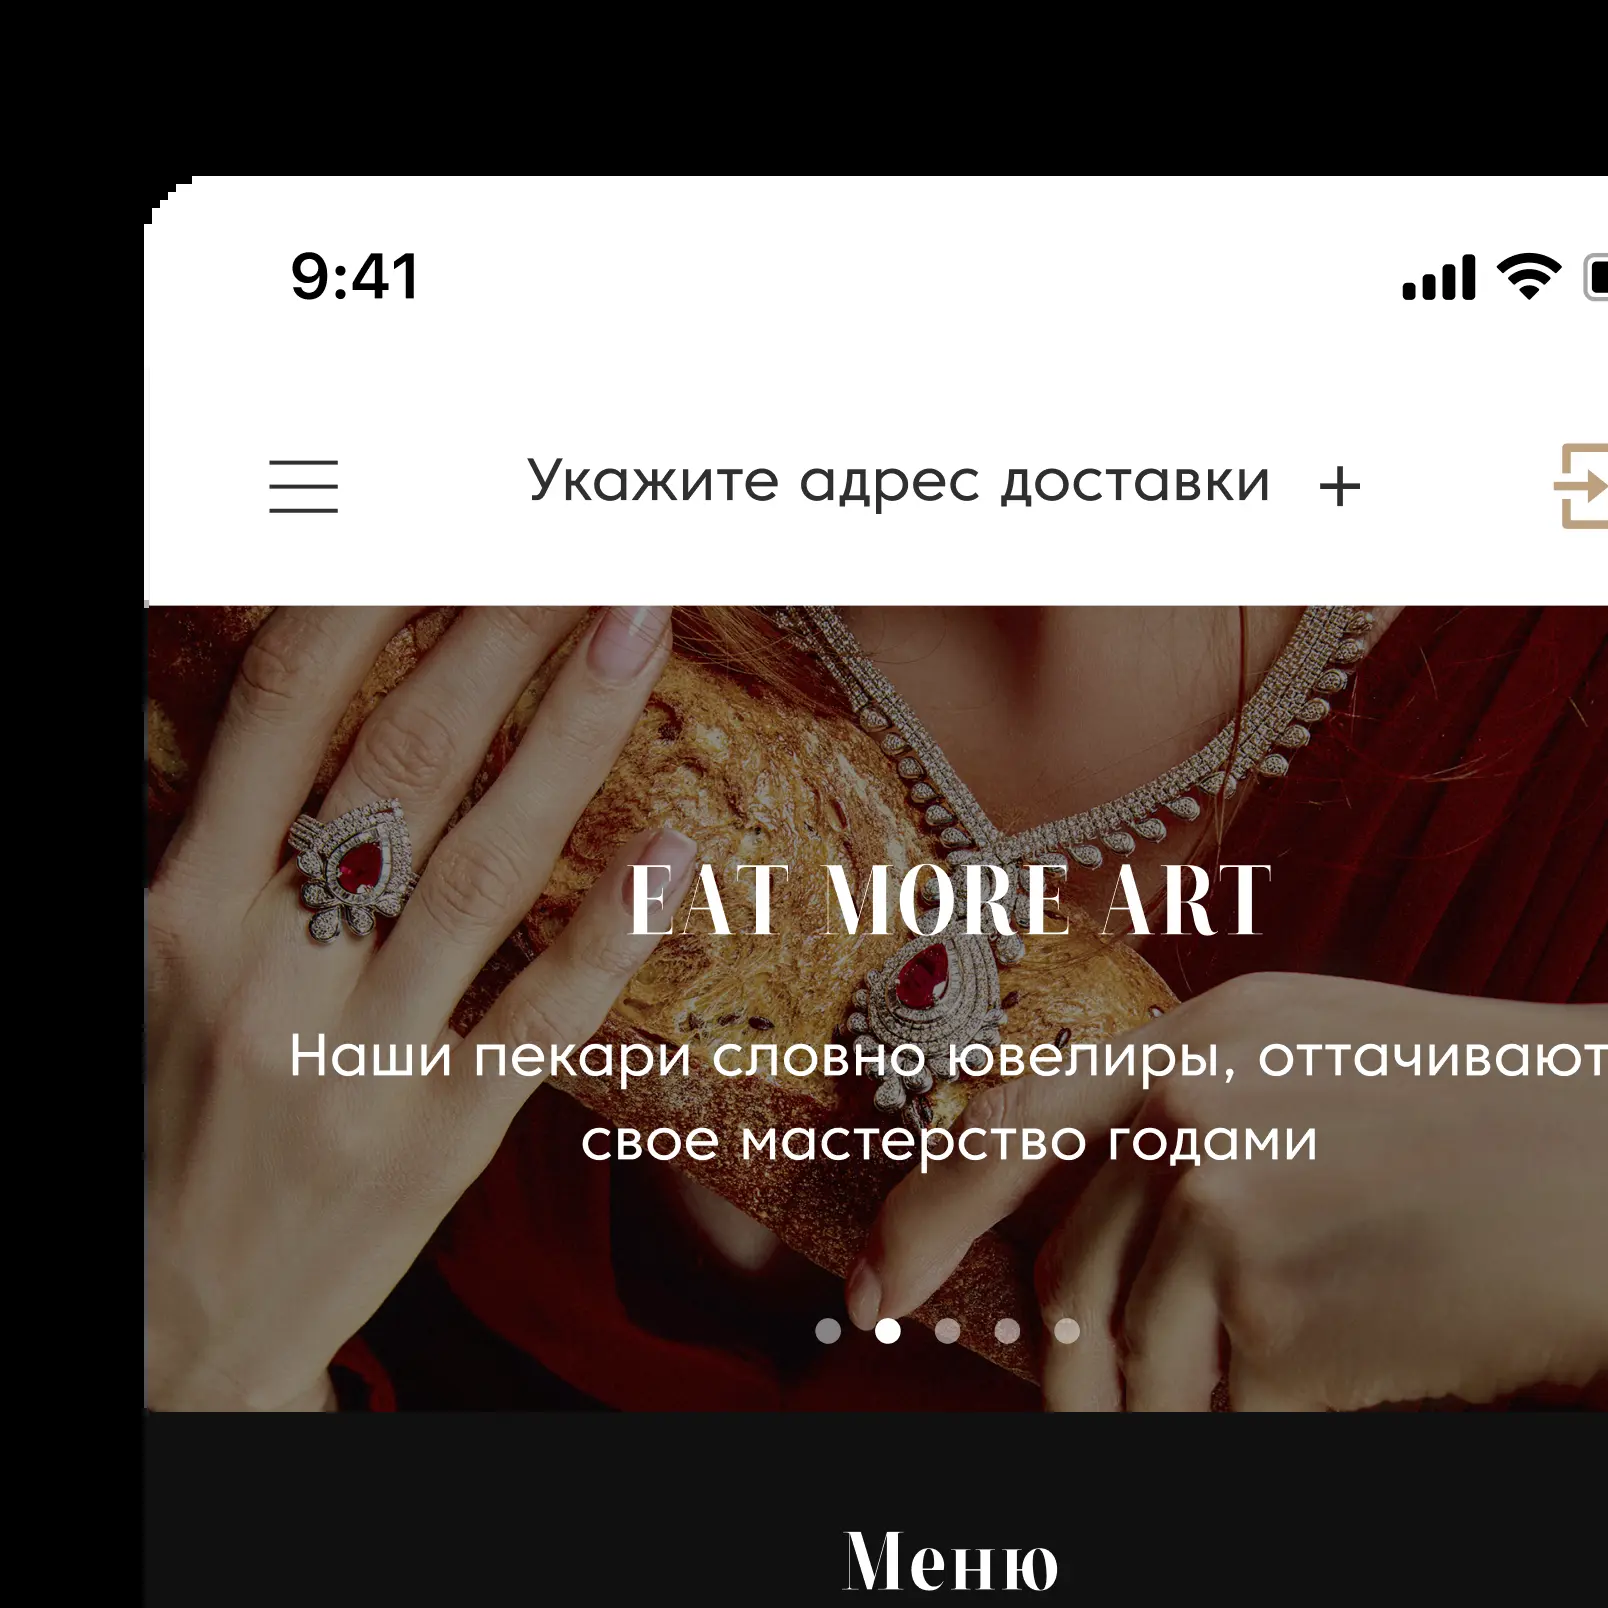 9:41
Укажите адрес доставки +
EAT MORE ART
Наши пекари словно ювелиры, оттачивают
свое мастерство годами
Меню